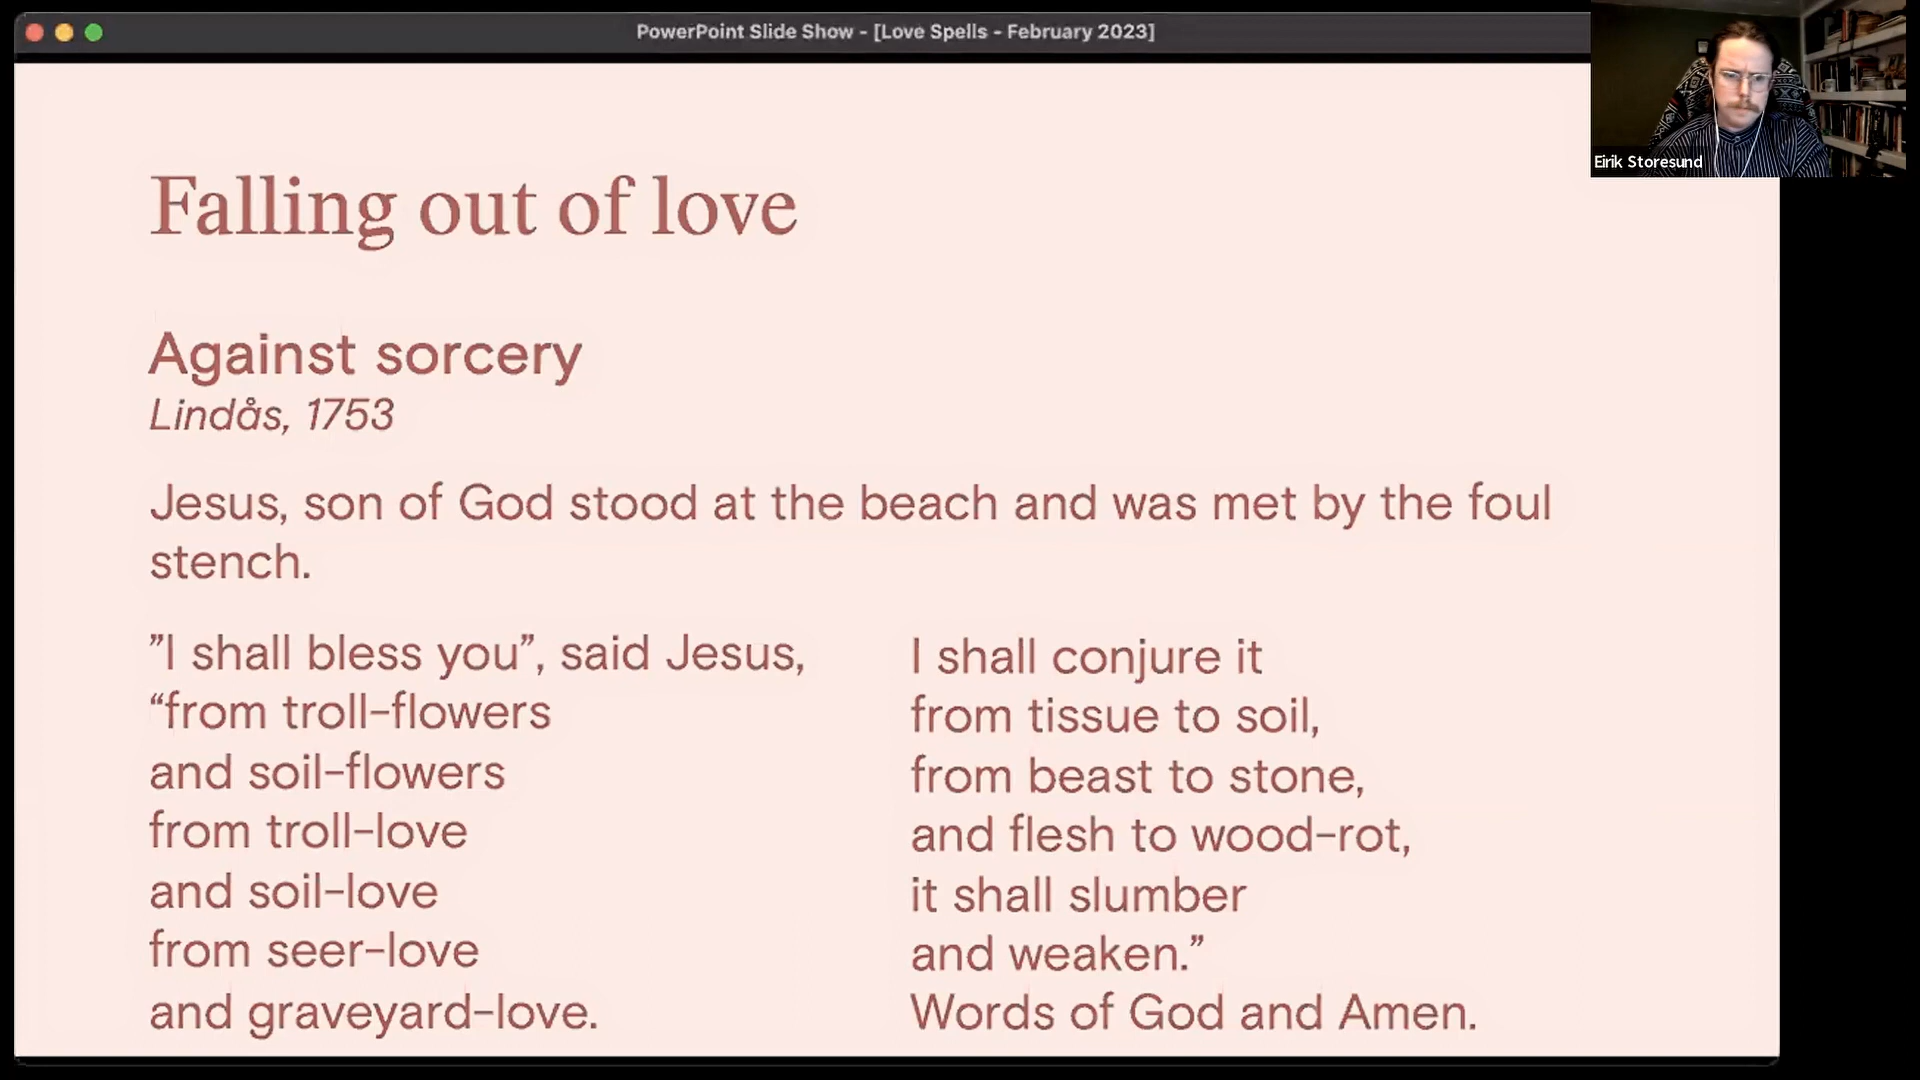 PowerPoint Slide Show - [Love Spells - February 2023]
Eirik Storesund
Falling out of love
Against sorcery
Lindås, 1753
Jesus, son of God stood at the beach and was met by the foul
stench.
”I shall bless you”, said Jesus,
“from troll-flowers
and soil-flowers
from troll-love
and soil-love
from seer-love
and graveyard-love.
I shall conjure it
from tissue to soil,
from beast to stone,
and flesh to wood-rot,
it shall slumber
and weaken.”
Words of God and Amen.